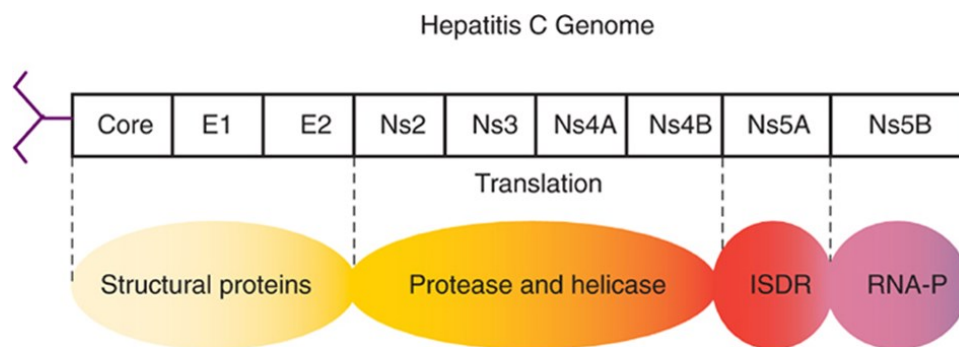 Hepatitis C Genome
Core E1 E2 Ns2 Ns3 Ns4A Ns4B Ns5A Ns5B
Translation
Structural proteins Protease and helicase ISDR RNA-P